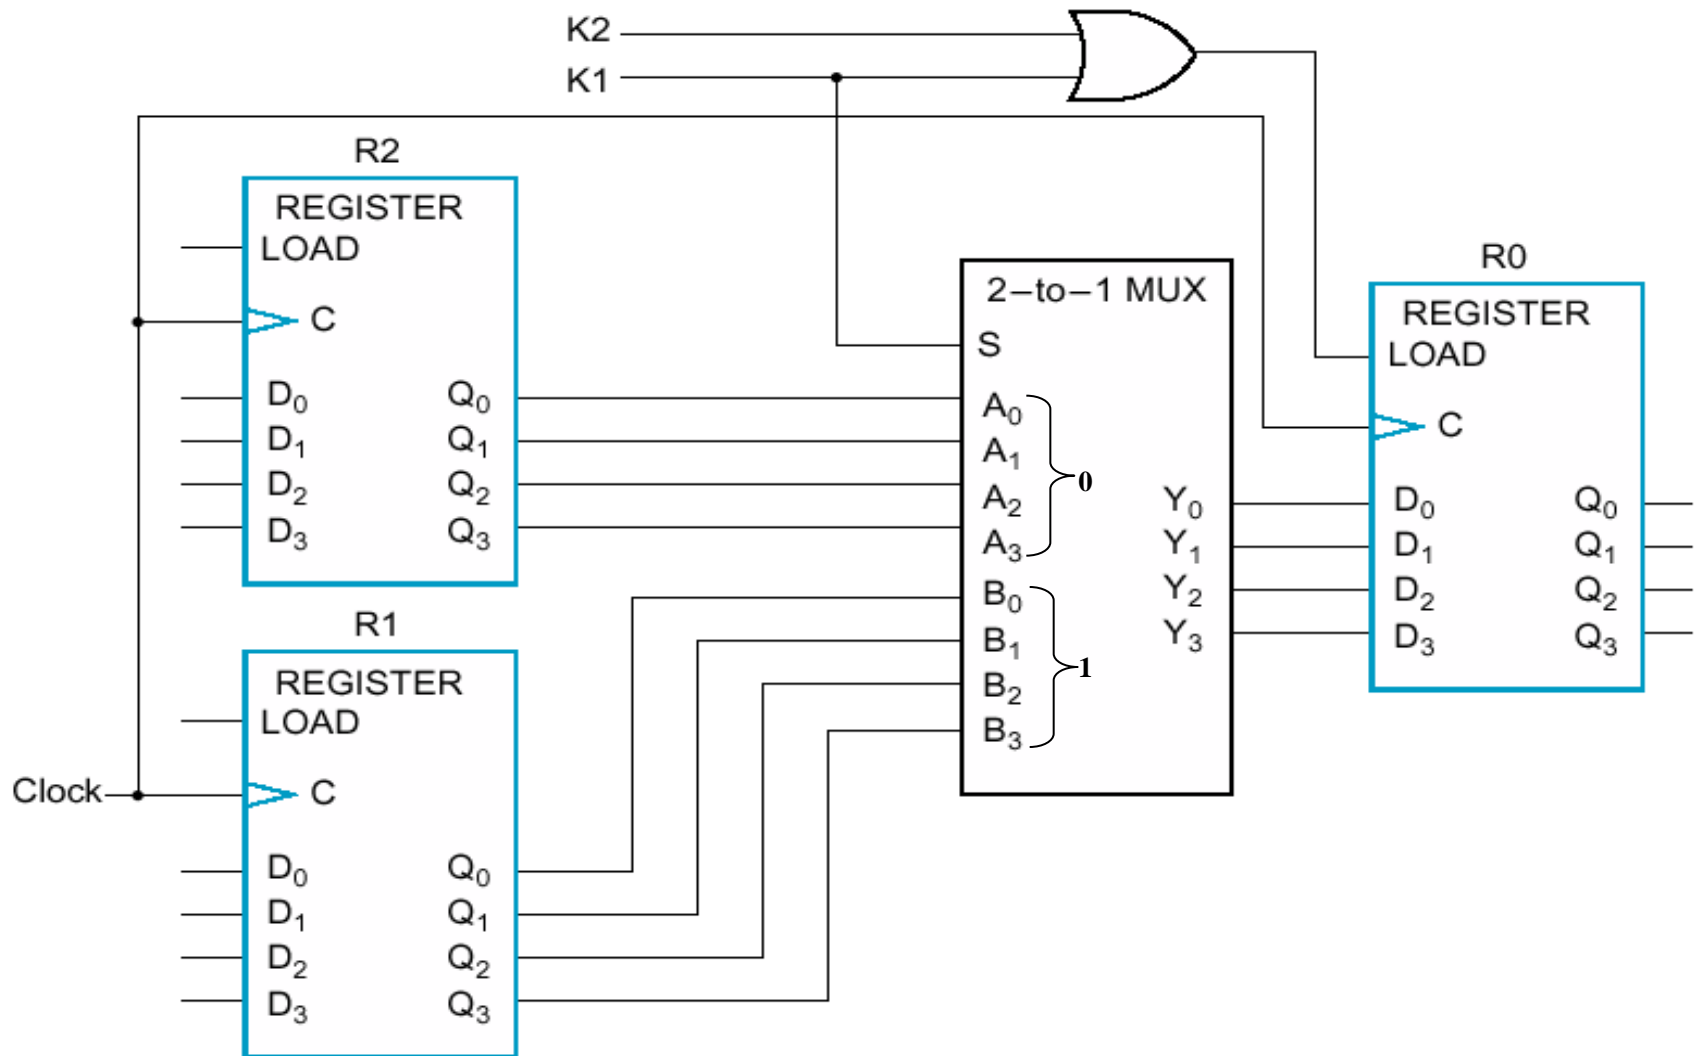 K2
K1
R2
REGISTER
LOAD
C
D0 Q0
D1 Q1
D2 Q2
D3 Q3
R1
REGISTER
LOAD
Clock
C
D0 Q0
D1 Q1
D2 Q2
D3 Q3
2–to–1 MUX
S
A0
A1
A2
A3
0
B0
B1
B2
B3
1
Y0
Y1
Y2
Y3
R0
REGISTER
LOAD
C
D0 Q0
D1 Q1
D2 Q2
D3 Q3